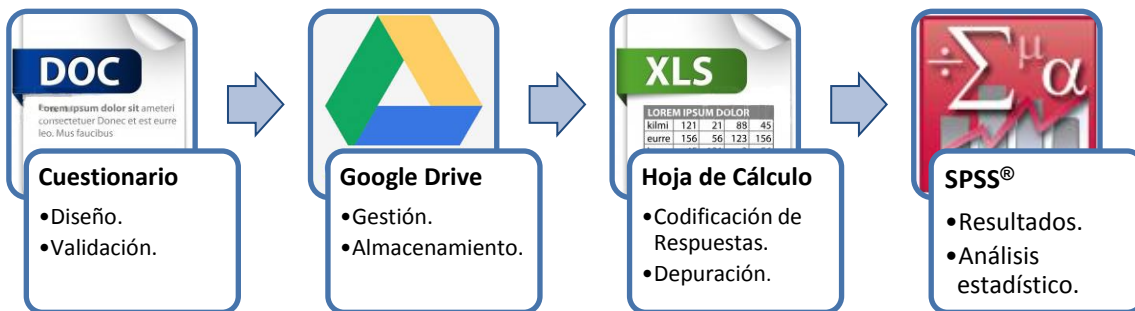 DOC
Lorem ipsum dolor sit ameteri
consectetuer Donec et est eurre
leo. Mus faucibus
Cuestionario
•Diseño.
•Validación.
Google Drive
•Gestión.
•Almacenamiento.
XLS
LOREM IPSUM DOLOR
kilmi 121 21 88 45
eurre 156 56 123 156
Hoja de Cálculo
•Codificación de
Respuestas.
•Depuración.
÷Σμα
SPSS®
•Resultados.
•Análisis
estadístico.